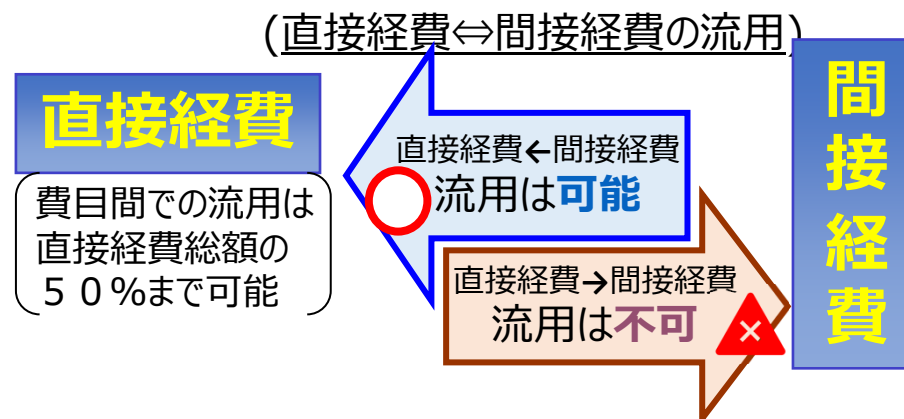 (直接経費⇔間接経費の流用)
直接経費
費目間での流用は
直接経費総額の
５０%まで可能
直接経費←間接経費
流用は可能
直接経費→間接経費
流用は不可
×
間接経費